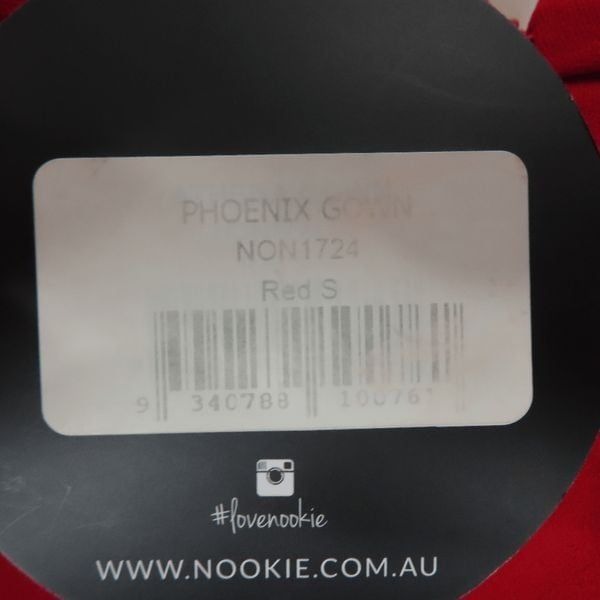 PHOENIX GOWN
NON1724
Red S
9 340788 100761
#lovenookie
WWW.NOOKIE.COM.AU